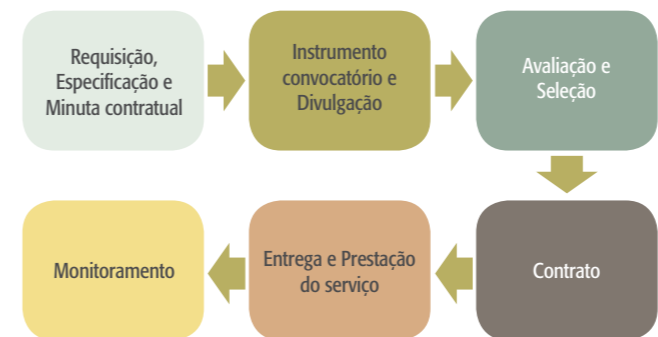 Requisição,
Especificação e
Minuta contratual
Instrumento
convocatório e
Divulgação
Avaliação e
Seleção
Contrato
Entrega e Prestação
do serviço
Monitoramento